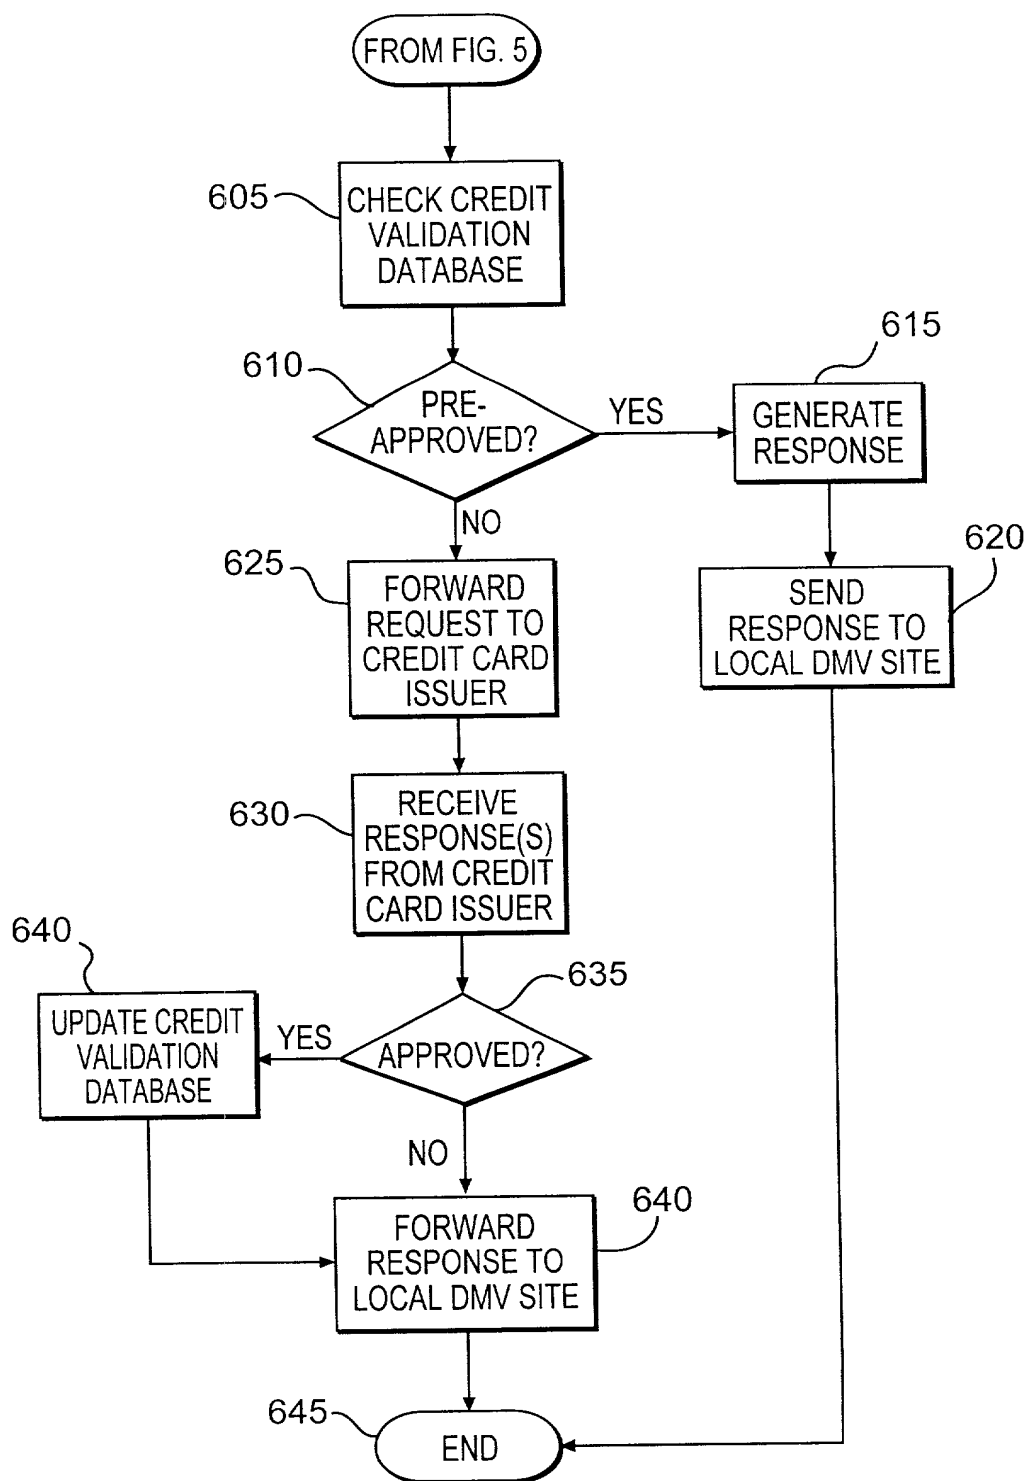 FROM FIG. 5
605
CHECK CREDIT
VALIDATION
DATABASE
610
PRE-
APPROVED?
YES
615
GENERATE
RESPONSE
NO
620
SEND
RESPONSE TO
LOCAL DMV SITE
625
FORWARD
REQUEST TO
CREDIT CARD
ISSUER
630
RECEIVE
RESPONSE(S)
FROM CREDIT
CARD ISSUER
635
APPROVED?
YES
640
UPDATE CREDIT
VALIDATION
DATABASE
NO
640
FORWARD
RESPONSE TO
LOCAL DMV SITE
645
END